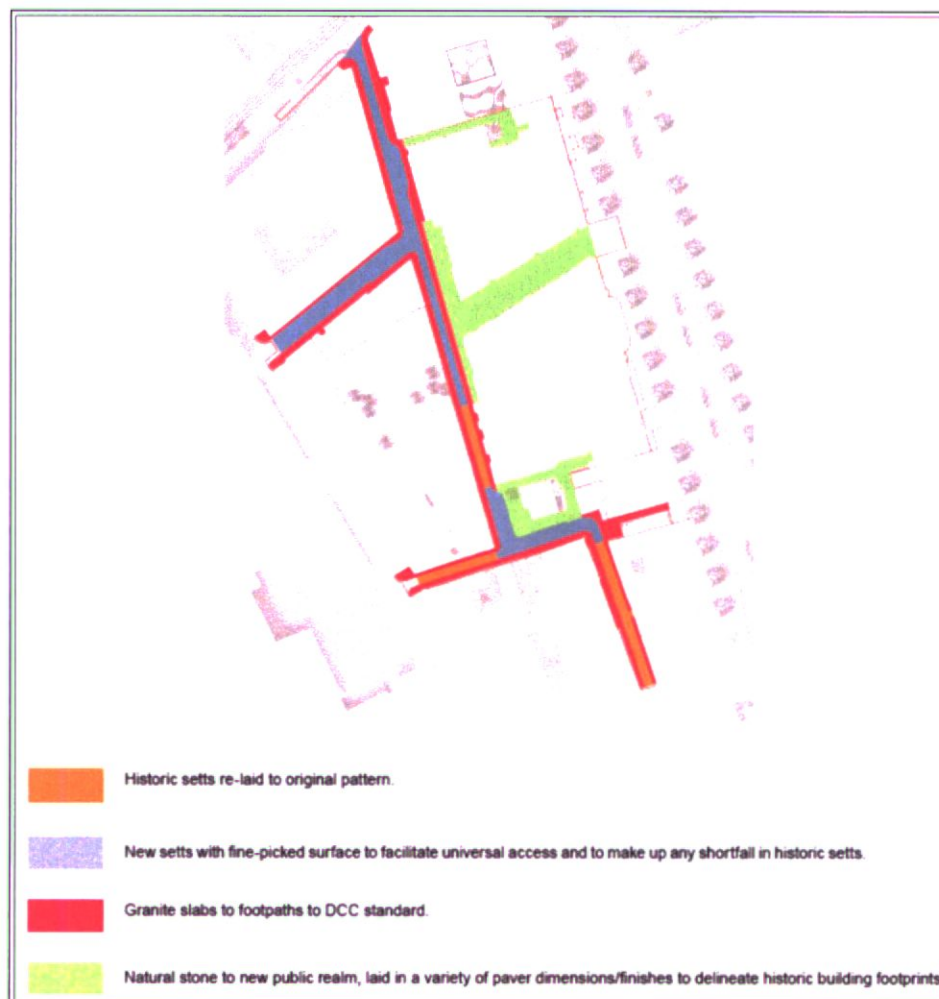 Historic setts re-laid to original pattern.
New setts with fine-picked surface to facilitate universal access and to make up any shortfall in historic setts.
Granite slabs to footpaths to DCC standard.
Natural stone to new public realm, laid in a variety of paver dimensions/finishes to delineate historic building footprints